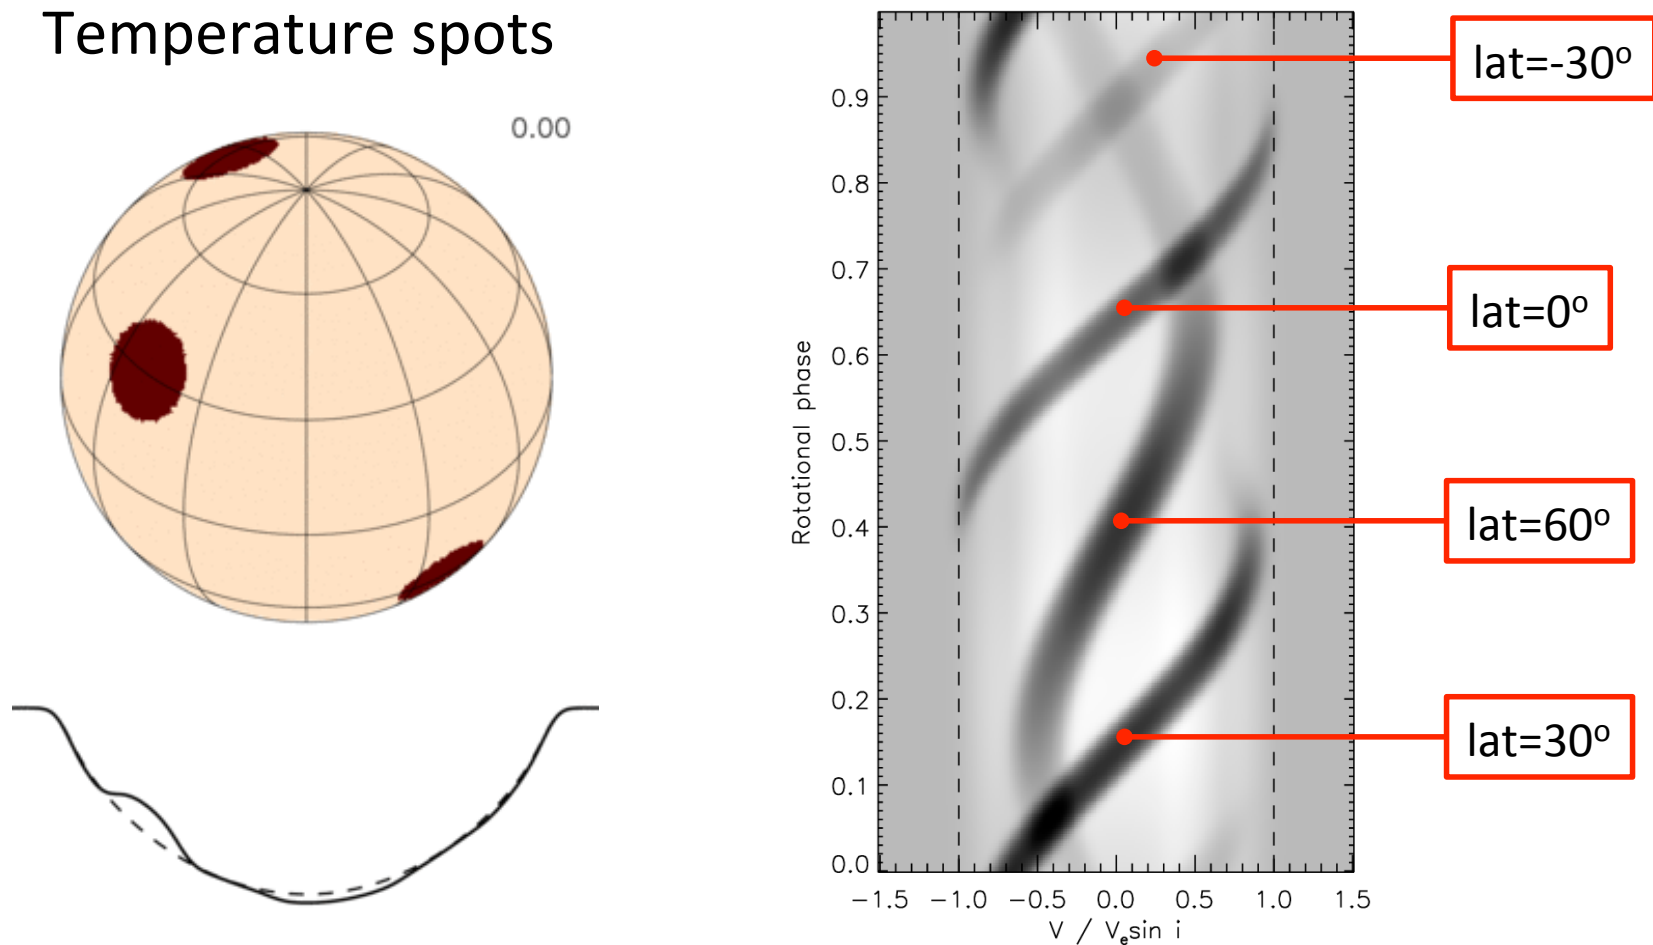 Temperature spots
0.00
lat=-30º
lat=0º
lat=60º
lat=30º
Rotational phase
0.9
0.8
0.7
0.6
0.5
0.4
0.3
0.2
0.1
0.0
−1.5 −1.0 −0.5 0.0 0.5 1.0 1.5
V / Vₑsin i